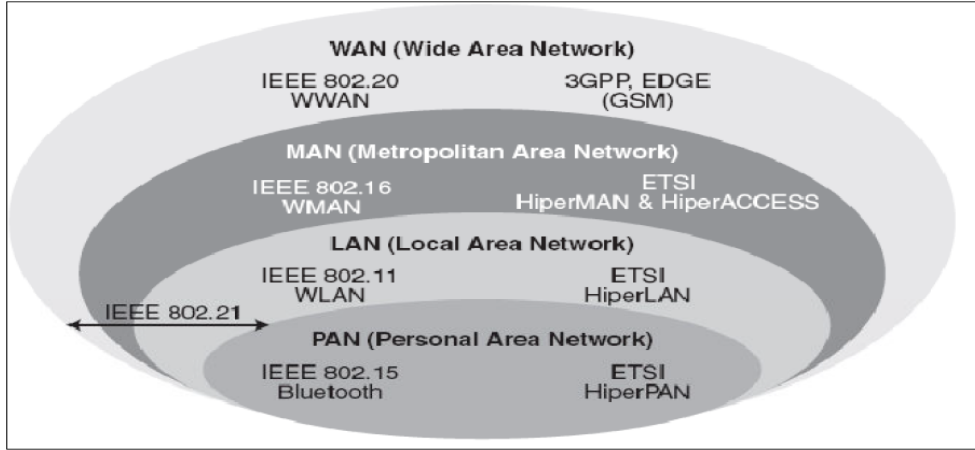 WAN (Wide Area Network)
IEEE 802.20
WWAN
3GPP, EDGE
(GSM)
MAN (Metropolitan Area Network)
IEEE 802.16
WMAN
ETSI
HiperMAN & HiperACCESS
LAN (Local Area Network)
IEEE 802.11
WLAN
ETSI
HiperLAN
IEEE 802.21
PAN (Personal Area Network)
IEEE 802.15
Bluetooth
ETSI
HiperPAN